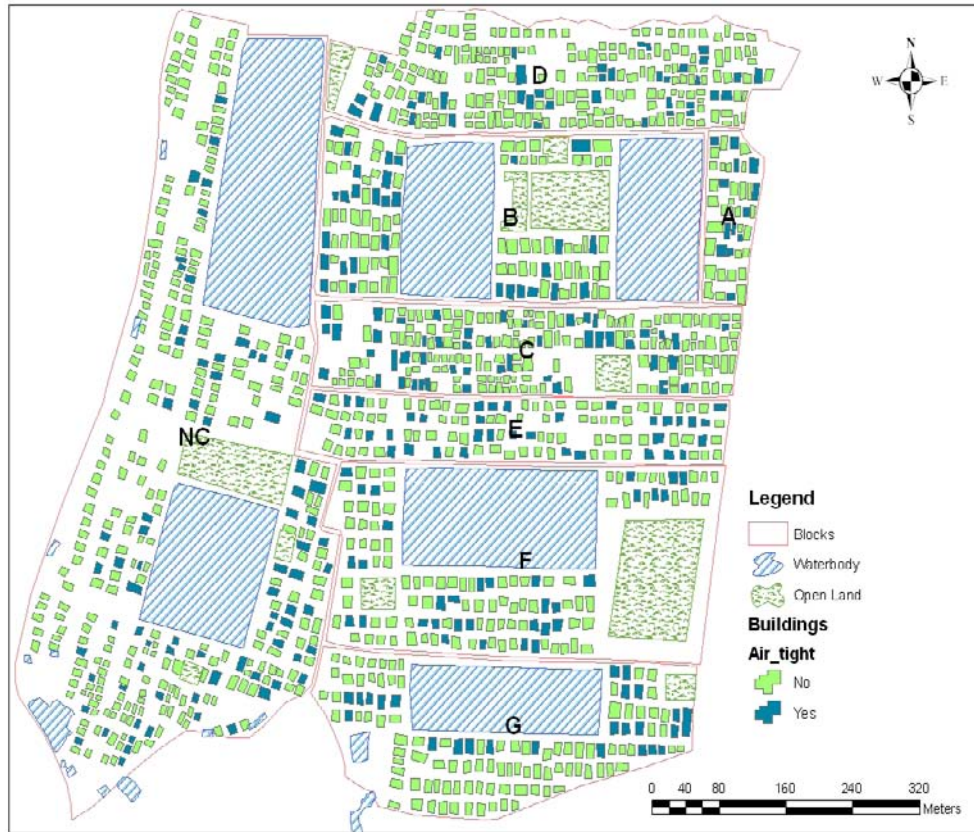 N
W E
S
D
B
A
C
E
NC
F
G
Legend
Blocks
Waterbody
Open Land
Buildings
Air_tight
No
Yes
0 40 80 160 240 320
Meters